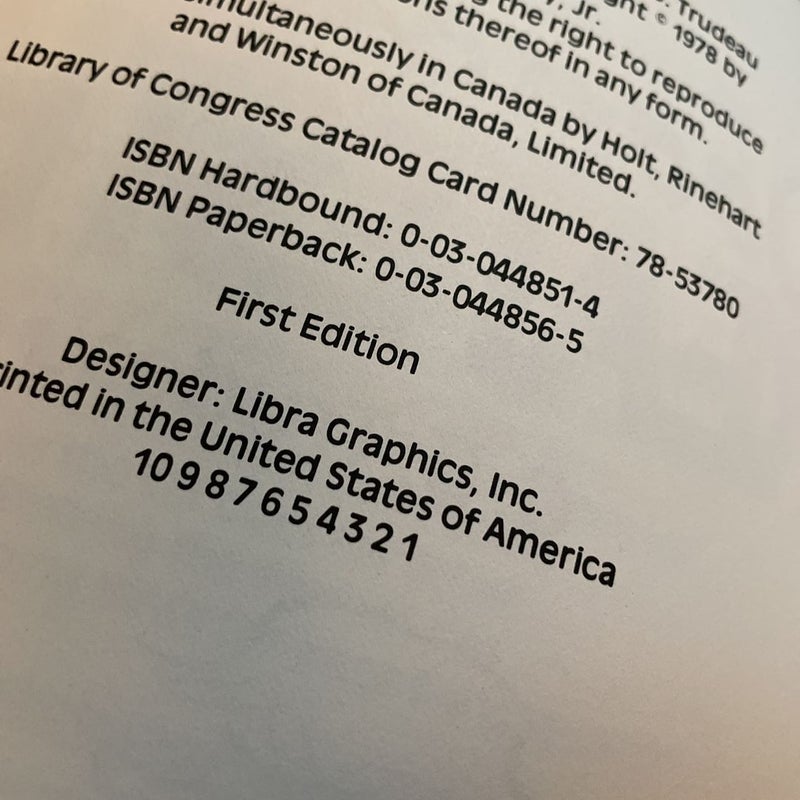 Trudeau
© 1978 by
, Jr.
the right to reproduce
thereof in any form.
simultaneously in Canada by Holt, Rinehart
and Winston of Canada, Limited.
Library of Congress Catalog Card Number: 78-53780
ISBN Hardbound: 0-03-044851-4
ISBN Paperback: 0-03-044856-5
First Edition
Designer: Libra Graphics, Inc.
rinted in the United States of America
10 9 8 7 6 5 4 3 2 1